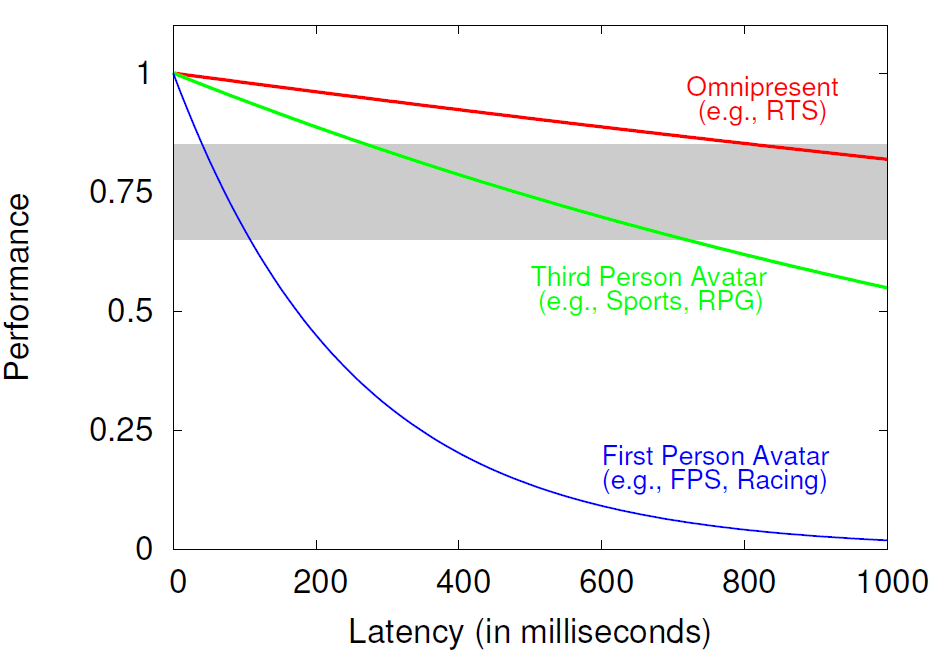 1
0.75
0.5
0.25
0
0 200 400 600 800 1000
Performance
Latency (in milliseconds)
Omnipresent
(e.g., RTS)
Third Person Avatar
(e.g., Sports, RPG)
First Person Avatar
(e.g., FPS, Racing)